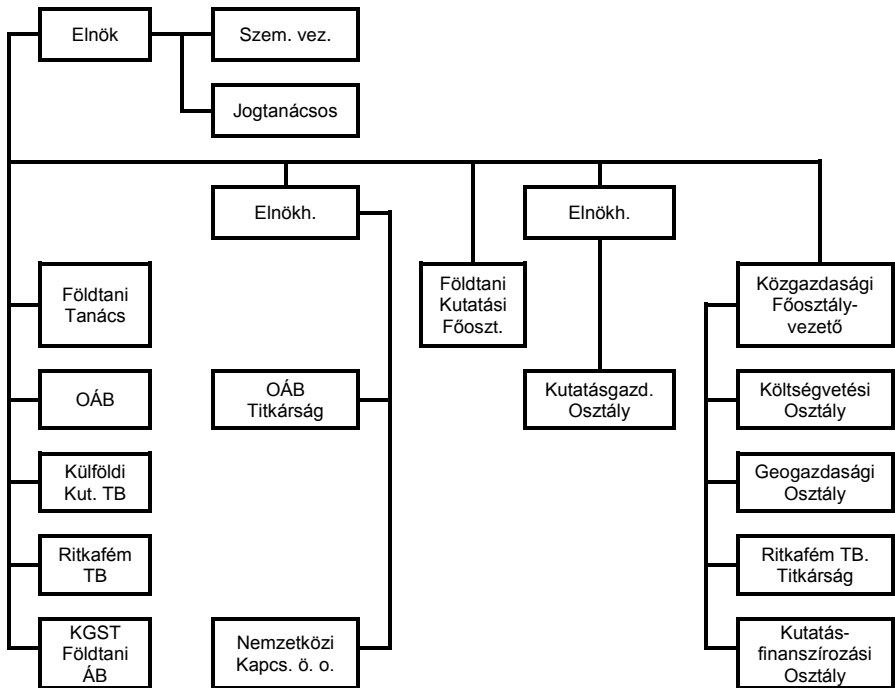 Elnök
Szem. vez.
Jogtanácsos
Elnökh.
Elnökh.
Földtani
Tanács
Földtani
Kutatási
Főoszt.
Közgazdasági
Főosztály-
vezető
OÁB
OÁB
Titkárság
Kutatásgazd.
Osztály
Költségvetési
Osztály
Külföldi
Kut. TB
Geogazdasági
Osztály
Ritkafém
TB
Ritkafém TB.
Titkárság
KGST
Földtani
ÁB
Nemzetközi
Kapcs. ö. o.
Kutatás-
finanszírozási
Osztály